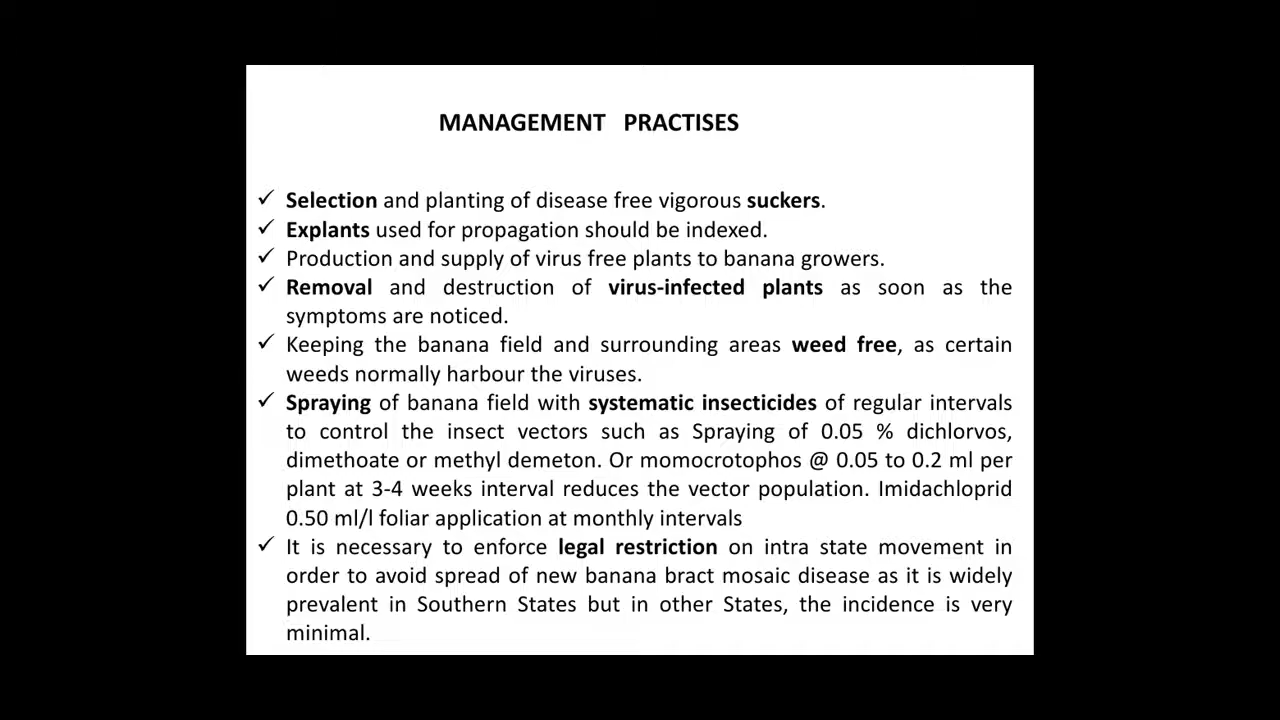 MANAGEMENT PRACTISES
✓ Selection and planting of disease free vigorous suckers.
✓ Explants used for propagation should be indexed.
✓ Production and supply of virus free plants to banana growers.
✓ Removal and destruction of virus-infected plants as soon as the
symptoms are noticed.
✓ Keeping the banana field and surrounding areas weed free, as certain
weeds normally harbour the viruses.
✓ Spraying of banana field with systematic insecticides of regular intervals
to control the insect vectors such as Spraying of 0.05 % dichlorvos,
dimethoate or methyl demeton. Or momocrotophos @ 0.05 to 0.2 ml per
plant at 3-4 weeks interval reduces the vector population. Imidachloprid
0.50 ml/l foliar application at monthly intervals
✓ It is necessary to enforce legal restriction on intra state movement in
order to avoid spread of new banana bract mosaic disease as it is widely
prevalent in Southern States but in other States, the incidence is very
minimal.